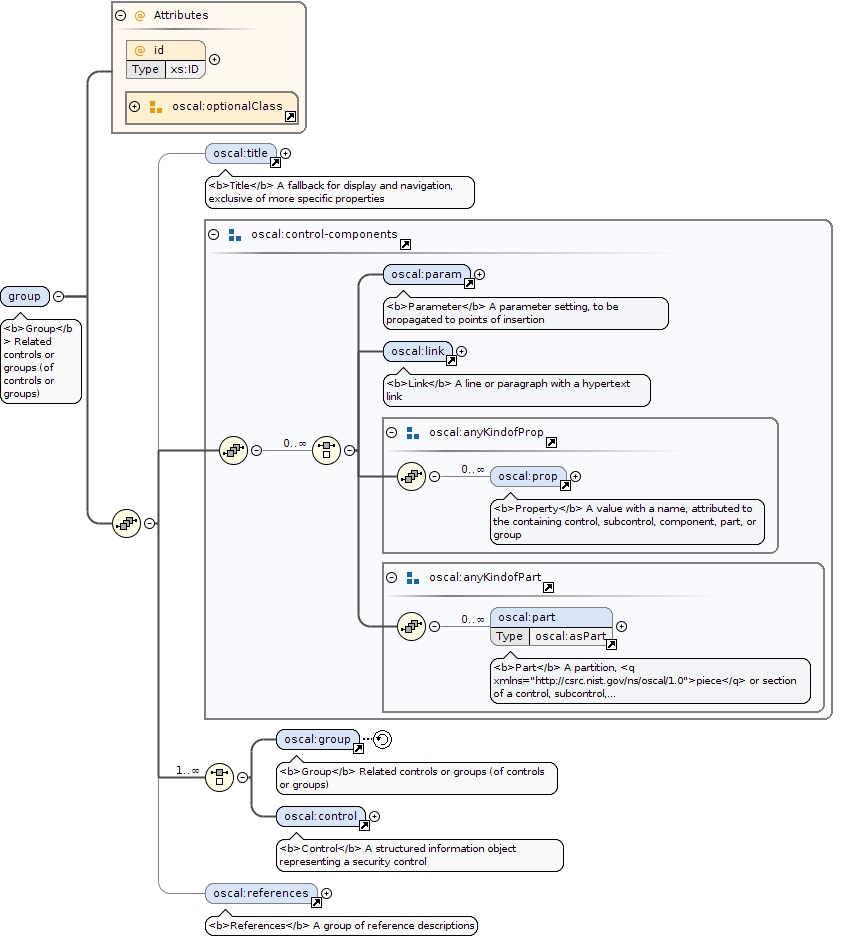 Attributes
@ id
Type xs:ID
oscal:optionalClass
oscal:title
<b>Title</b> A fallback for display and navigation,
exclusive of more specific properties
oscal:control-components
oscal:param
<b>Parameter</b> A parameter setting, to be
propagated to points of insertion
group
<b>Group</b
> Related
controls or
groups (of
controls or
groups)
oscal:link
<b>Link</b> A line or paragraph with a hypertext
link
0..∞
oscal:anyKindofProp
0..∞
oscal:prop
<b>Property</b> A value with a name, attributed to
the containing control, subcontrol, component, part, or
group
oscal:anyKindofPart
0..∞
oscal:part
Type oscal:asPart
<b>Part</b> A partition, <q
xmlns="http://csrc.nist.gov/ns/oscal/1.0">piece</q> or section
of a control, subcontrol,...
1..∞
oscal:group
<b>Group</b> Related controls or groups (of controls
or groups)
oscal:control
<b>Control</b> A structured information object
representing a security control
oscal:references
<b>References</b> A group of reference descriptions